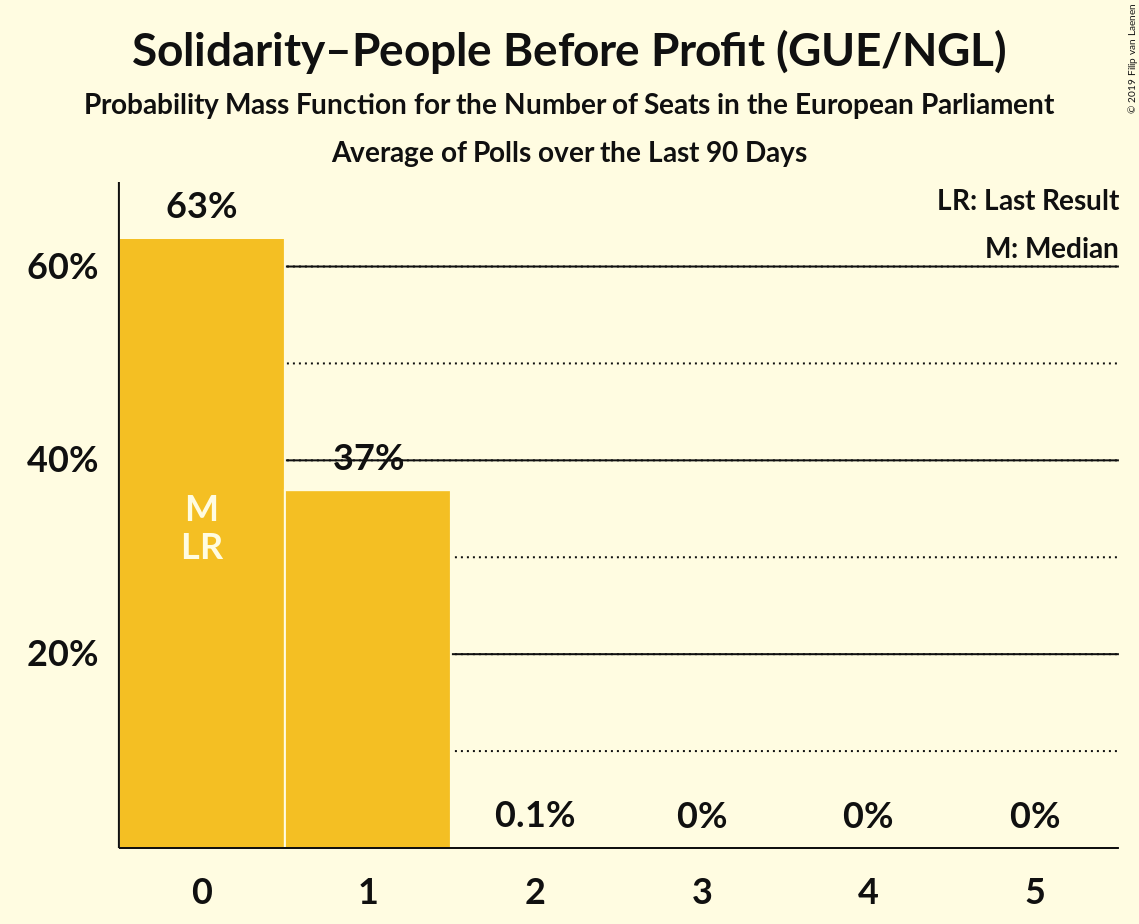 Solidarity–People Before Profit (GUE/NGL)
Probability Mass Function for the Number of Seats in the European Parliament
Average of Polls over the Last 90 Days
© 2019 Filip van Laenen
LR: Last Result
M: Median
63%
60%
40%
37%
M
LR
20%
0.1%
0%
0%
0%
0
1
2
3
4
5